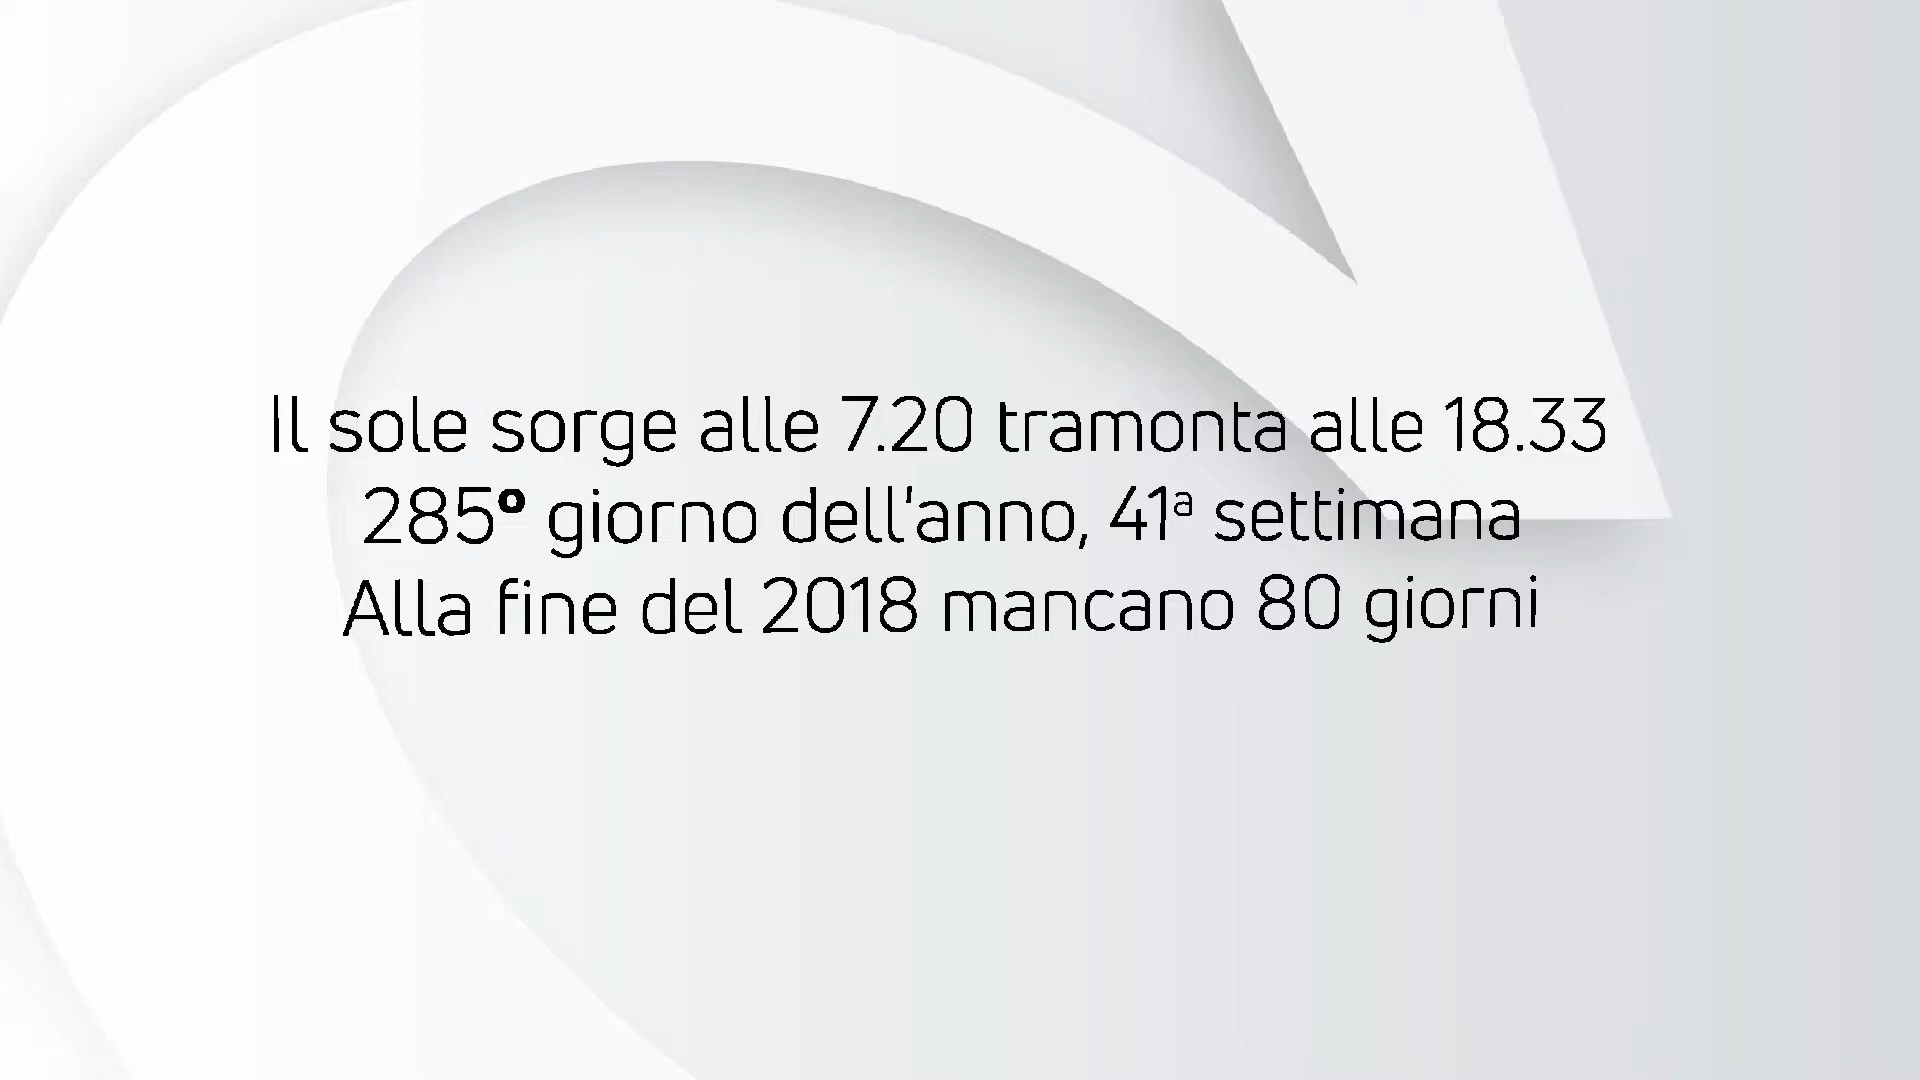 Il sole sorge alle 7.20 tramonta alle 18.33
285° giorno dell'anno, 41ª settimana
Alla fine del 2018 mancano 80 giorni